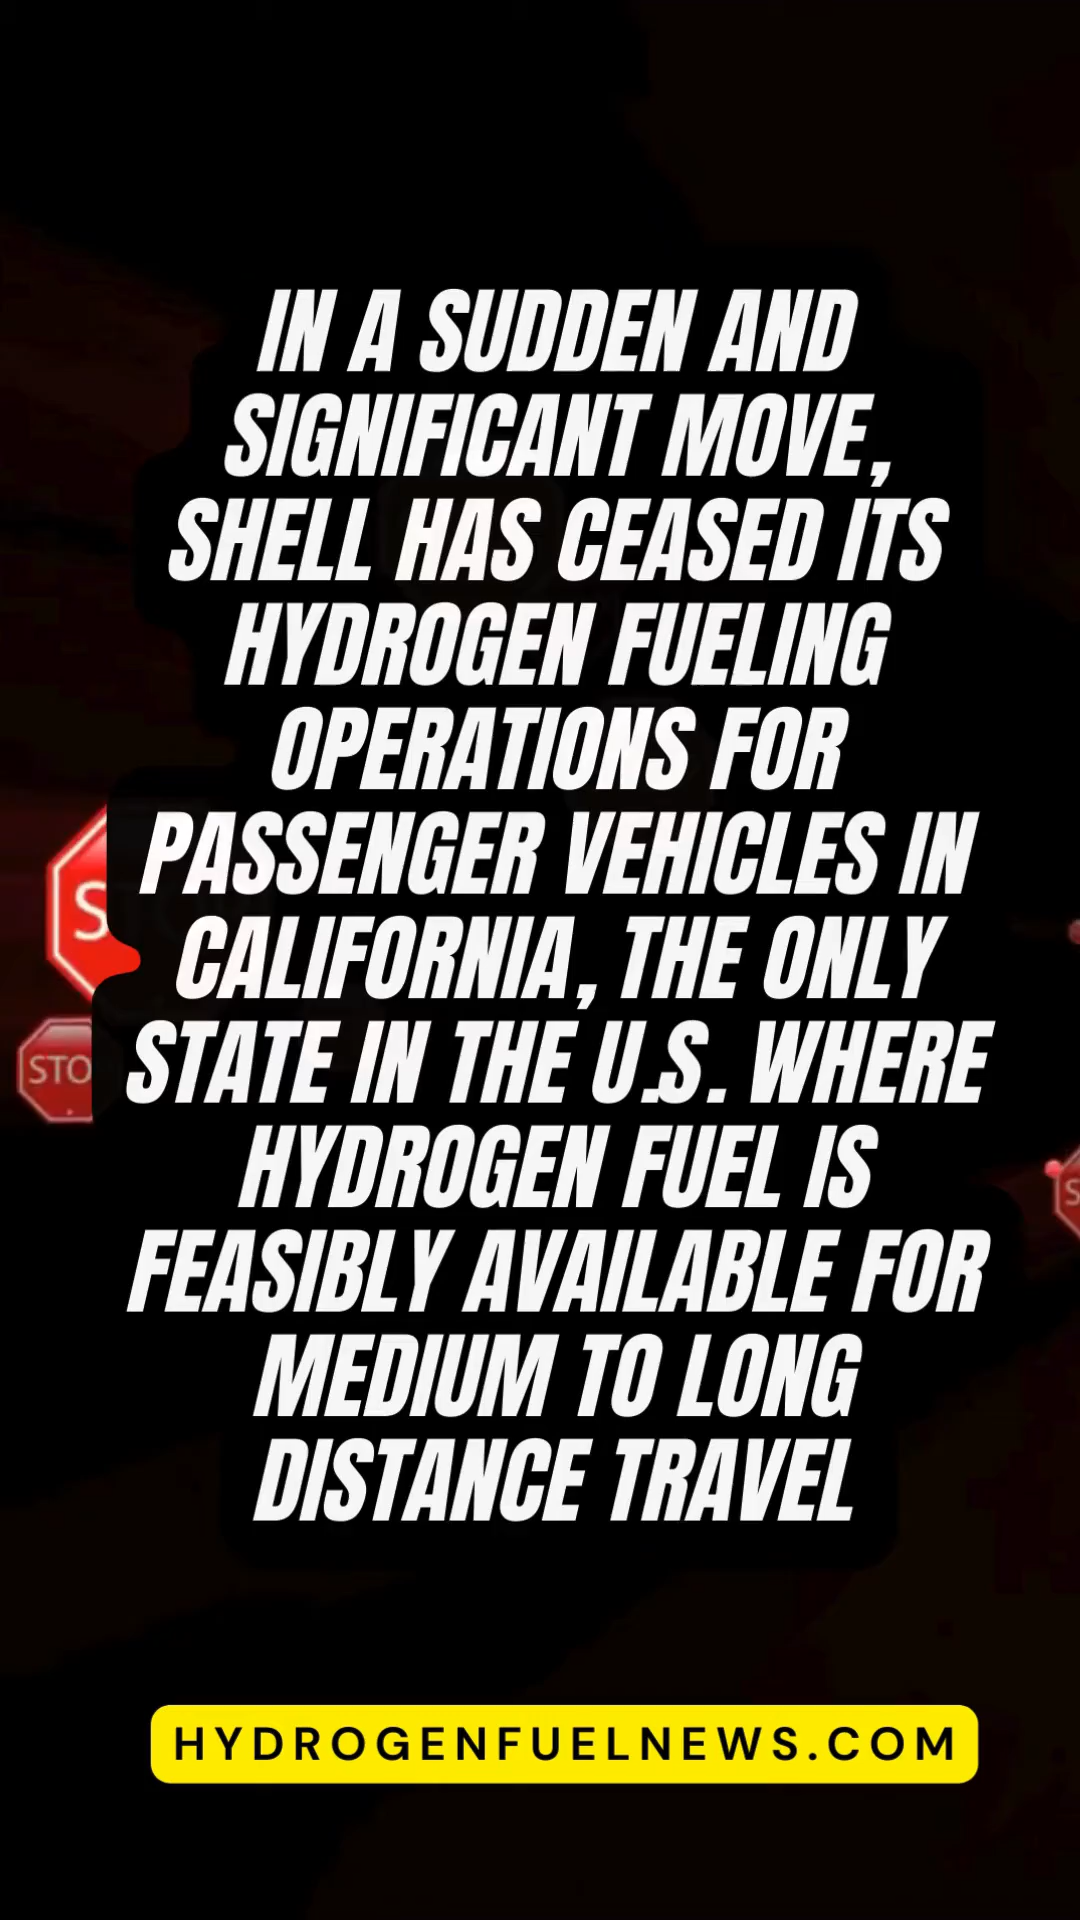 IN A SUDDEN AND
SIGNIFICANT MOVE,
SHELL HAS CEASED ITS
HYDROGEN FUELING
OPERATIONS FOR
PASSENGER VEHICLES IN
CALIFORNIA, THE ONLY
STATE IN THE U.S. WHERE
HYDROGEN FUEL IS
FEASIBLY AVAILABLE FOR
MEDIUM TO LONG
DISTANCE TRAVEL
STO
HYDROGENFUELNEWS.COM